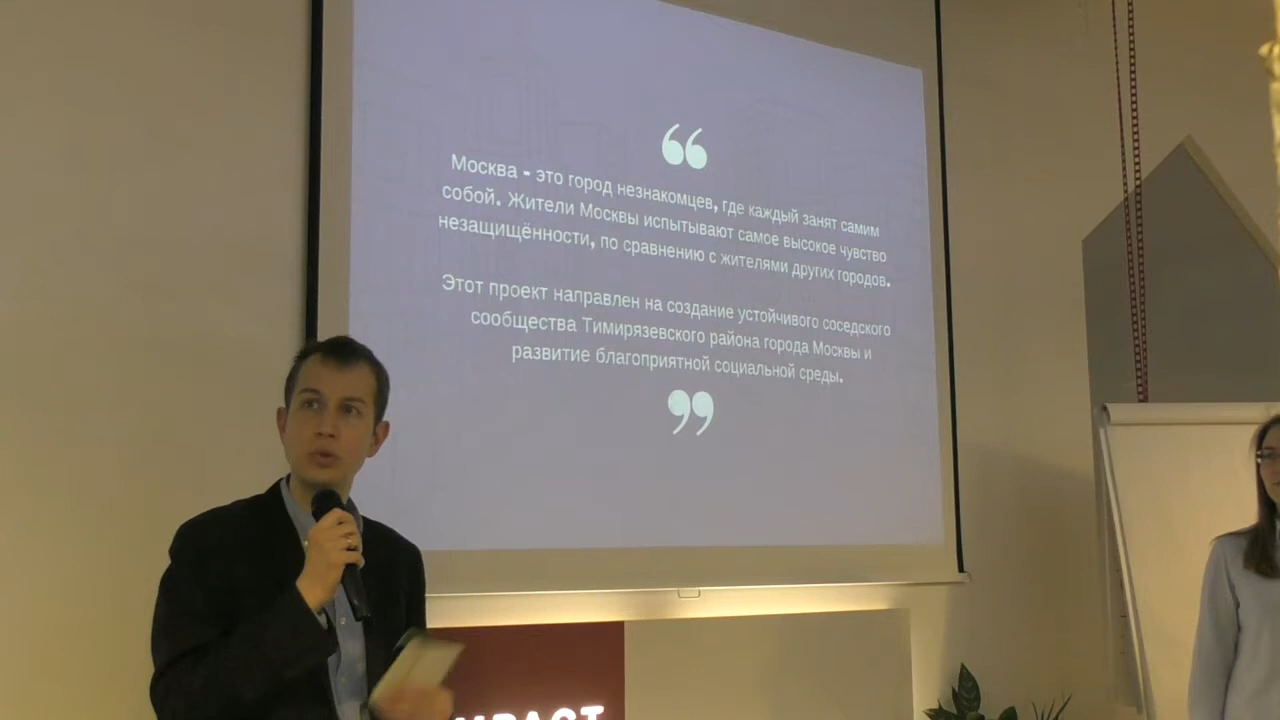 “
Москва - это город незнакомцев, где каждый занят самим
собой. Жители Москвы испытывают самое высокое чувство
незащищённости, по сравнению с жителями других городов.
Этот проект направлен на создание устойчивого соседского
сообщества Тимирязевского района города Москвы и
развитие благоприятной социальной среды.
”